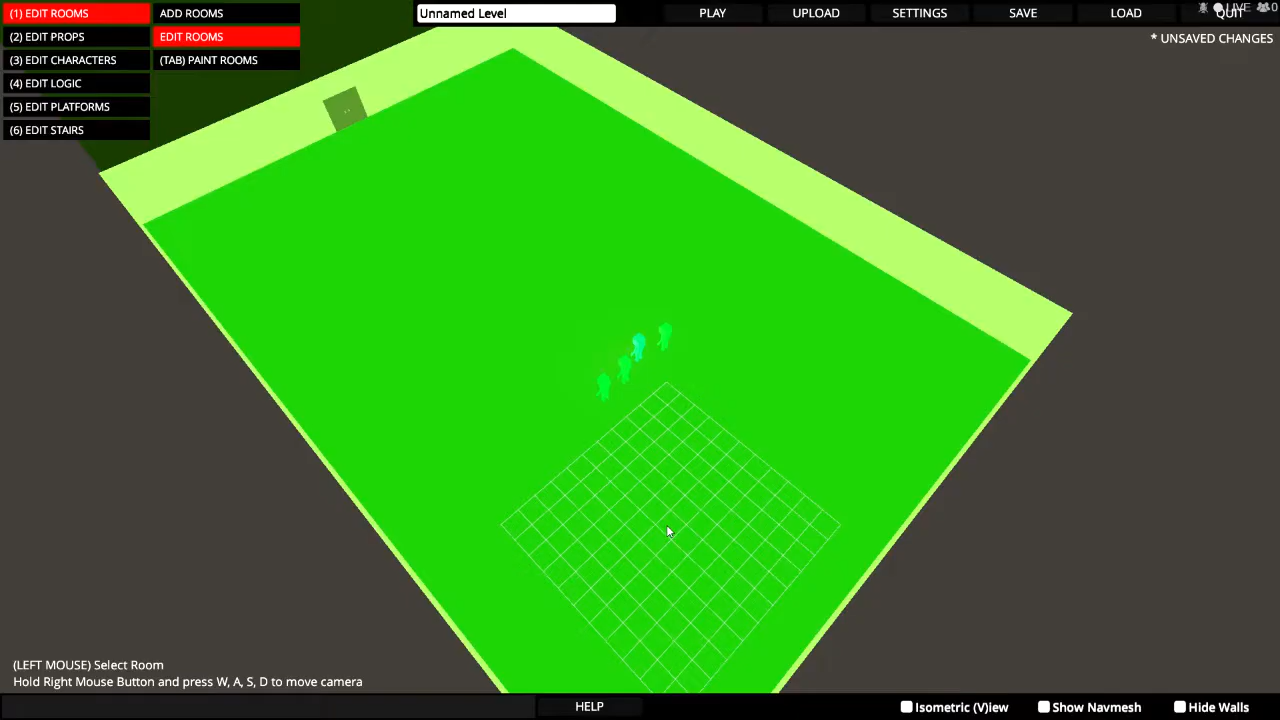 (1) EDIT ROOMS
ADD ROOMS
Unnamed Level
PLAY
UPLOAD
SETTINGS
SAVE
LOAD
QUIT
(2) EDIT PROPS
EDIT ROOMS
* UNSAVED CHANGES
(3) EDIT CHARACTERS
(TAB) PAINT ROOMS
(4) EDIT LOGIC
(5) EDIT PLATFORMS
(6) EDIT STAIRS
(LEFT MOUSE) Select Room
Hold Right Mouse Button and press W, A, S, D to move camera
HELP
Isometric (V)iew
Show Navmesh
Hide Walls